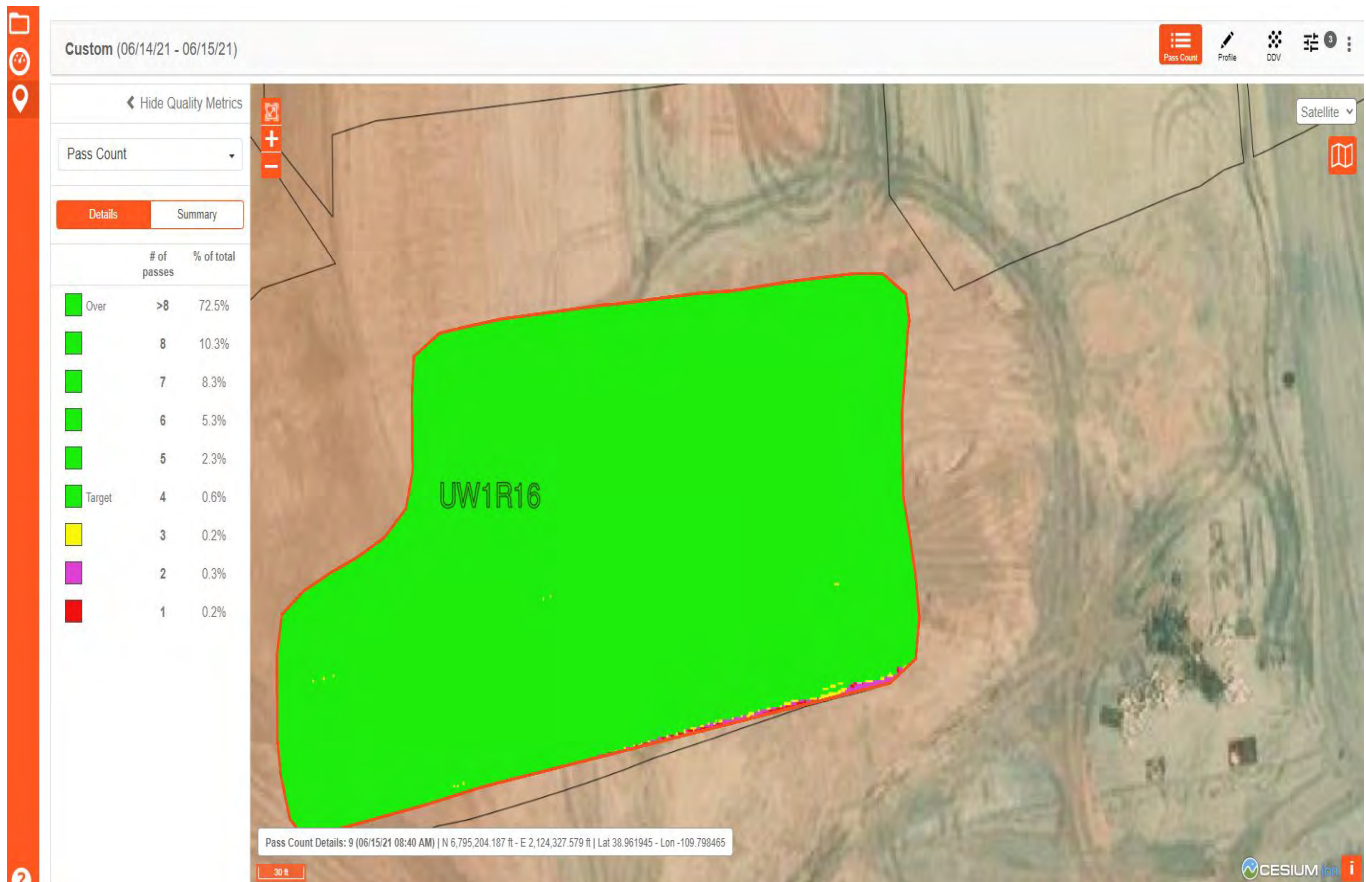 Custom (06/14/21 - 06/15/21)
Pass Count
Profile
DDV
3
Hide Quality Metrics
Satellite
Pass Count
Details Summary
# of passes % of total
Over >8 72.5%
8 10.3%
7 8.3%
6 5.3%
5 2.3%
Target 4 0.6%
3 0.2%
2 0.3%
1 0.2%
UW1R16
Pass Count Details: 9 (06/15/21 08:40 AM) | N 6,795,204.187 ft - E 2,124,327.579 ft | Lat 38.961945 - Lon -109.798465
30 ft
CESIUM
i
?